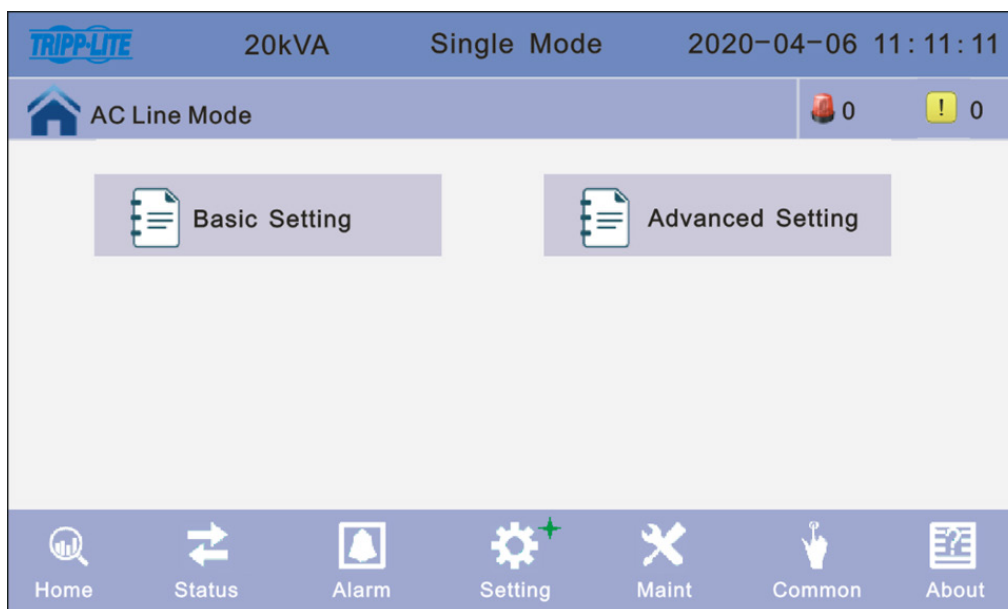 TRIPP-LITE 20kVA Single Mode 2020-04-06 11:11:11
AC Line Mode 0 ! 0
Basic Setting Advanced Setting
Home Status Alarm Setting Maint Common About